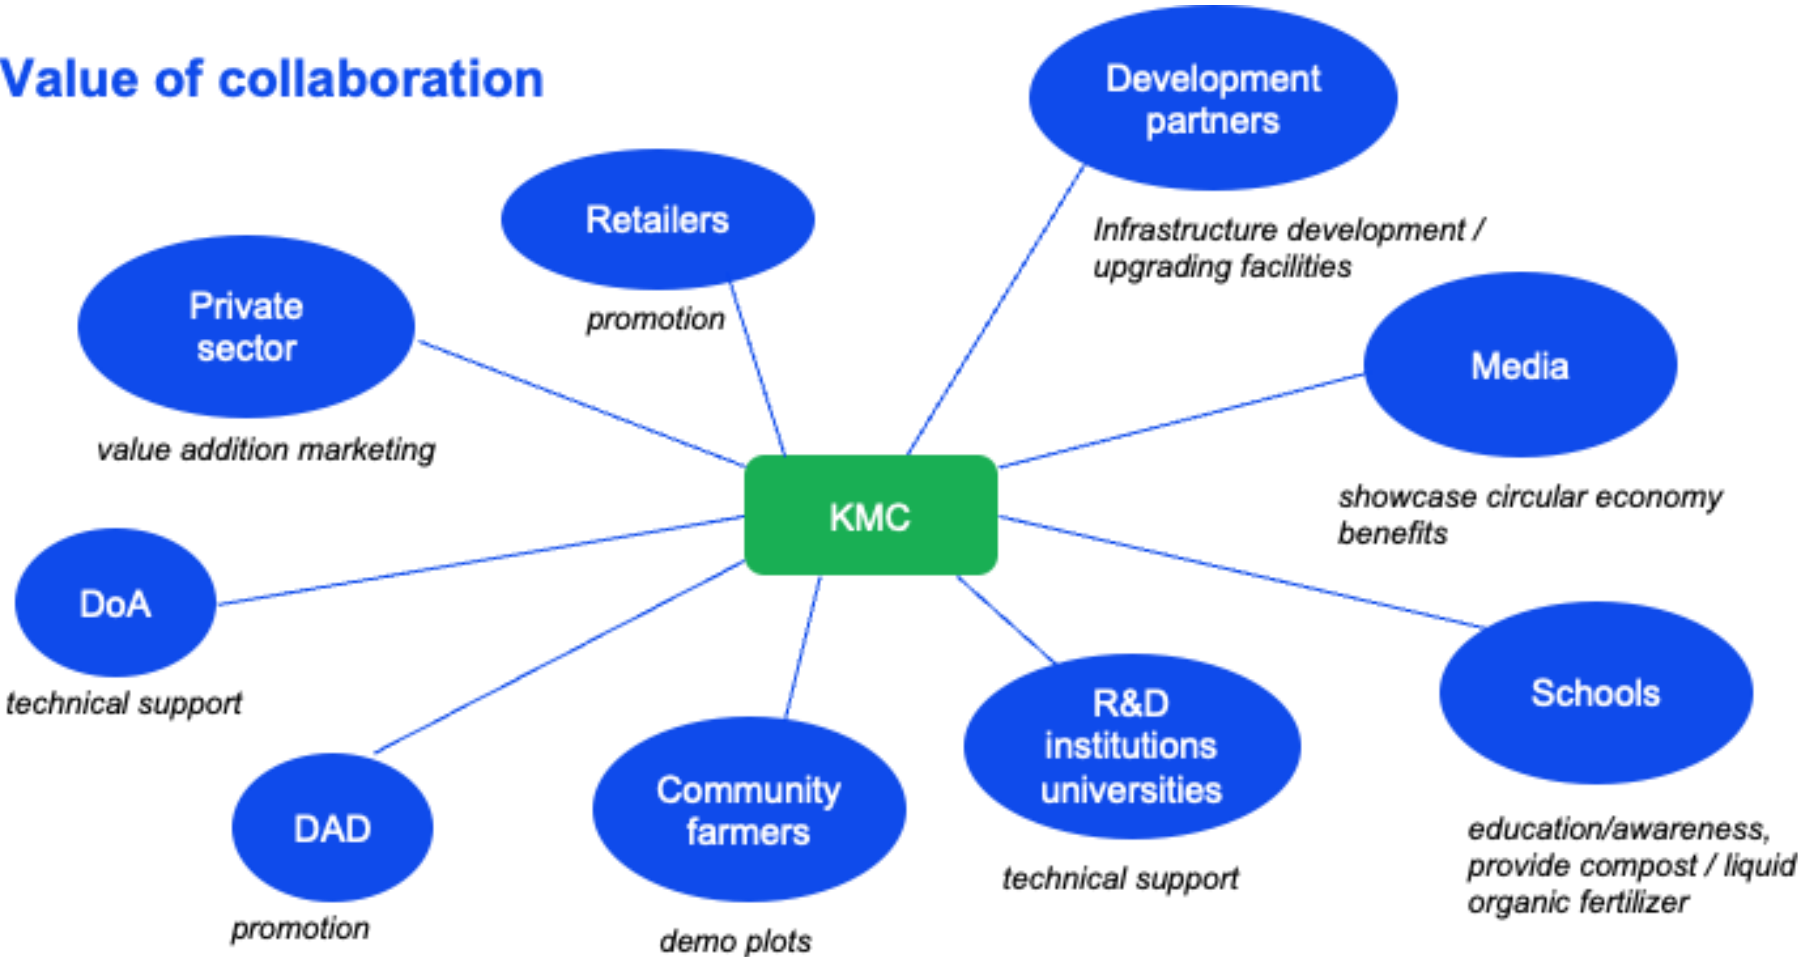 Value of collaboration
Development
partners
Infrastructure development /
upgrading facilities
Retailers
promotion
Private
sector
value addition marketing
Media
showcase circular economy
benefits
KMC
DoA
technical support
Schools
education/awareness,
provide compost / liquid
organic fertilizer
DAD
promotion
Community
farmers
demo plots
R&D
institutions
universities
technical support